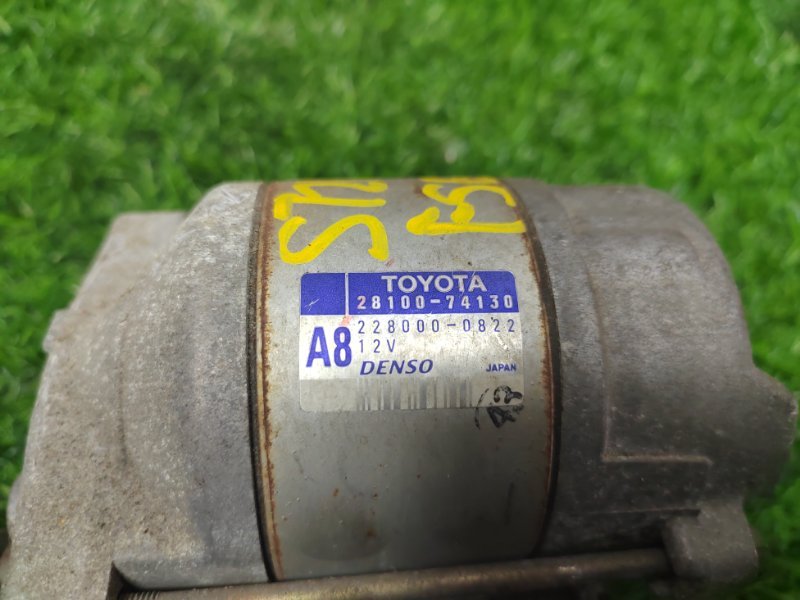 TOYOTA
28100-74130
A8
228000-0822
12V
DENSO
JAPAN